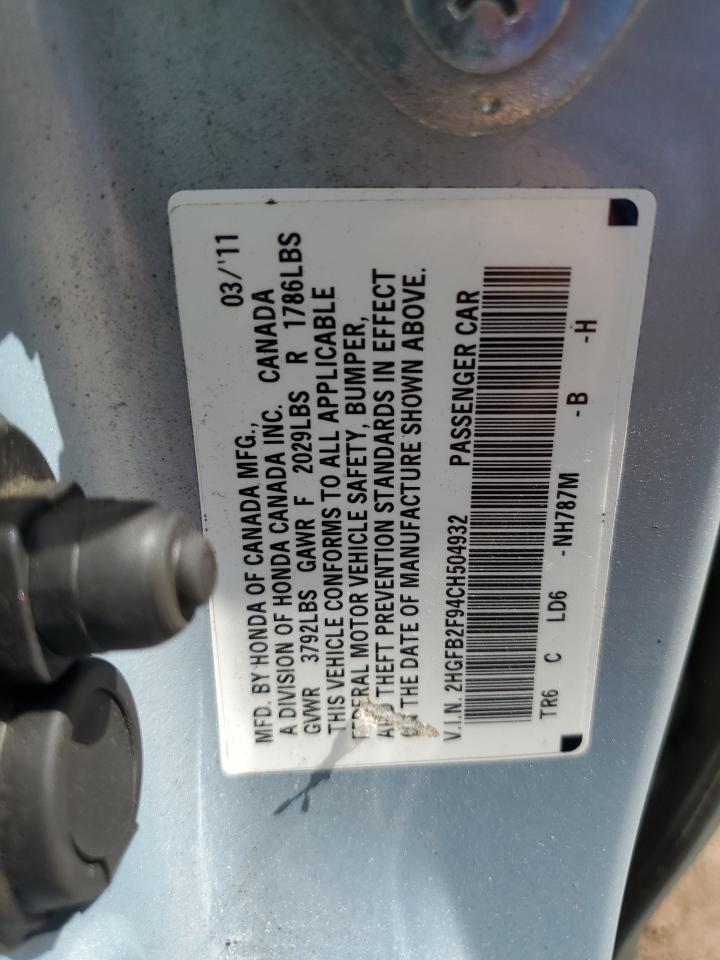 03/'11
MFD. BY HONDA OF CANADA MFG.,
A DIVISION OF HONDA CANADA INC. CANADA
GVWR 3792LBS GAWR F 2029LBS R 1786LBS
THIS VEHICLE CONFORMS TO ALL APPLICABLE
FEDERAL MOTOR VEHICLE SAFETY, BUMPER,
AND THEFT PREVENTION STANDARDS IN EFFECT
ON THE DATE OF MANUFACTURE SHOWN ABOVE.
V.I.N. 2HGFB2F94CH504932 PASSENGER CAR
TR6 C LD6 -NH787M -B -H